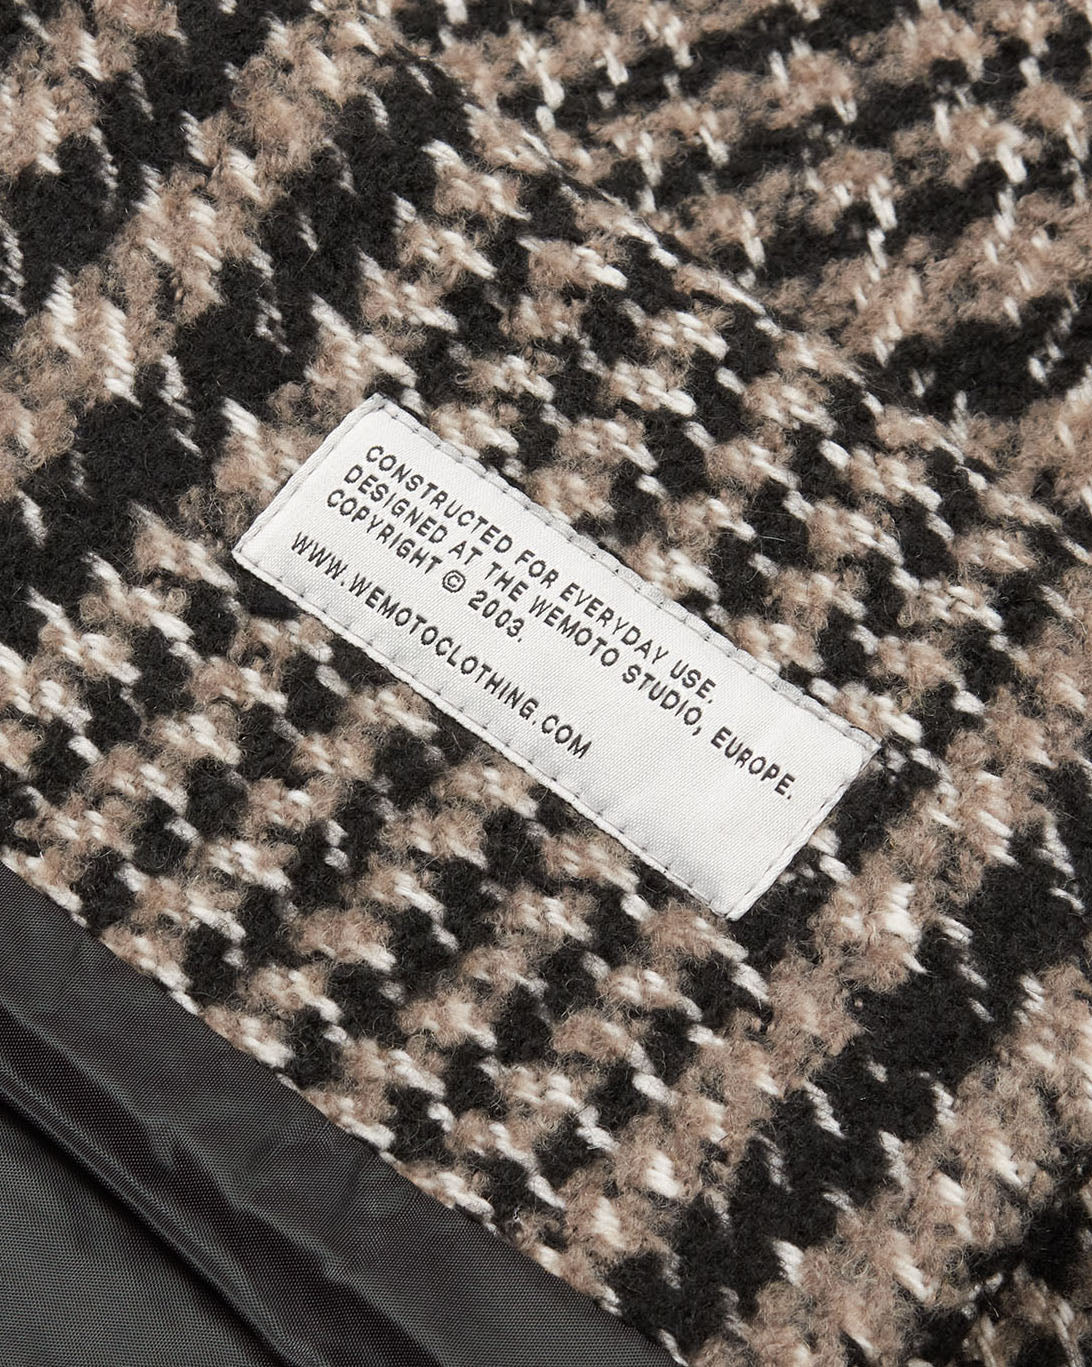 CONSTRUCTED FOR EVERYDAY USE.
DESIGNED AT THE WEMOTO STUDIO, EUROPE.
COPYRIGHT © 2003.
WWW.WEMOTOCLOTHING.COM